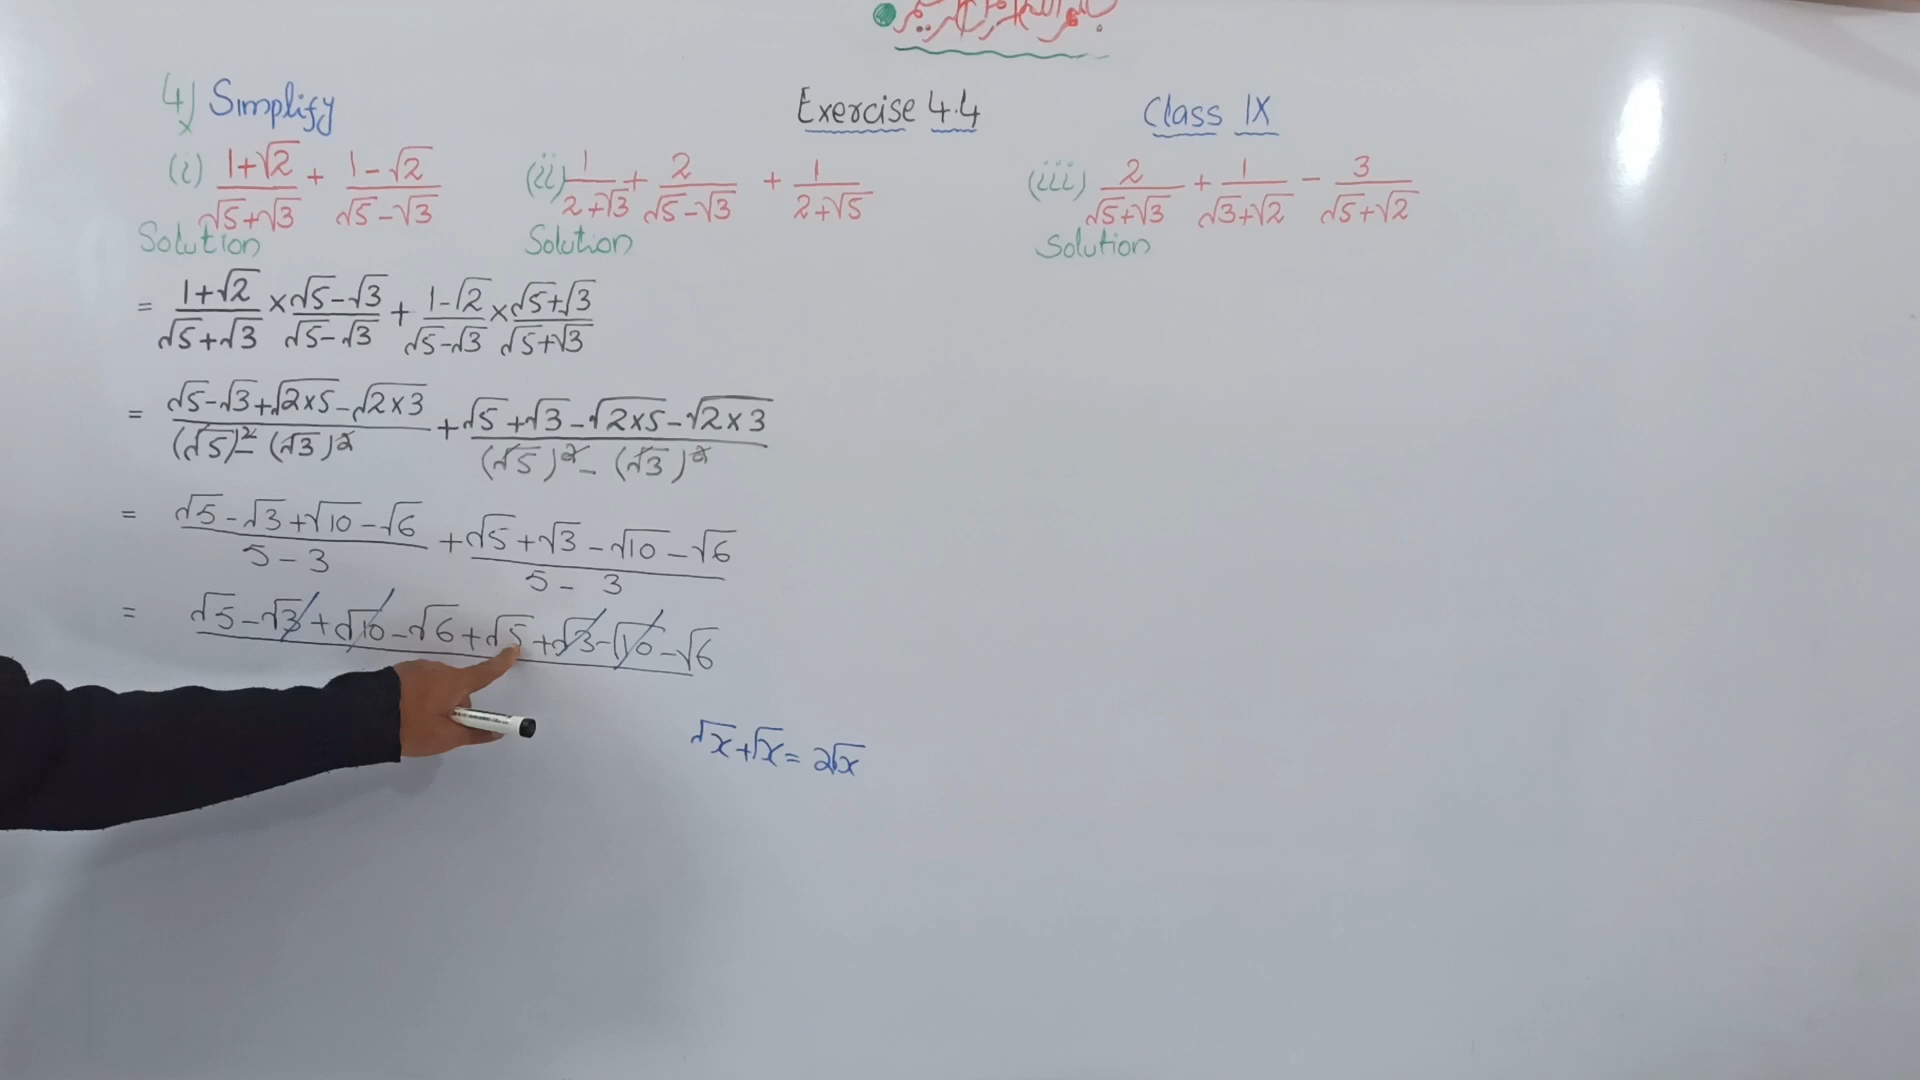 4) Simplify Exercise 4.4 Class IX
(i) (1+√2)/(√5+√3) + (1-√2)/(√5-√3) (ii) 1/(2+√3) + 2/(√5-√3) + 1/(2+√5) (iii) 2/(√5+√3) + 1/(√3+√2) - 3/(√5+√2)
Solution Solution Solution
= (1+√2)/(√5+√3) × (√5-√3)/(√5-√3) + (1-√2)/(√5-√3) × (√5+√3)/(√5+√3)
= (√5-√3+√2×5-√2×3)/((√5)²-(√3)²) + (√5+√3-√2×5-√2×3)/((√5)²-(√3)²)
= (√5-√3+√10-√6)/(5-3) + (√5+√3-√10-√6)/(5-3)
= √5-√3+√10-√6+√5+√3-√10-√6
√x+√x=2√x